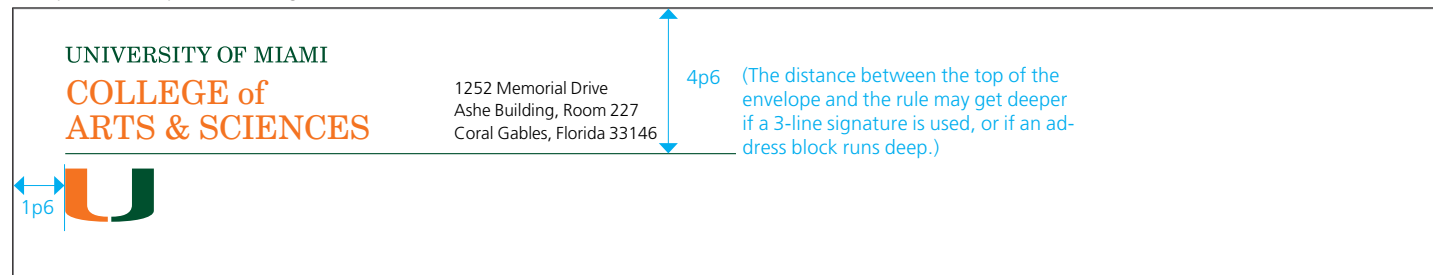 UNIVERSITY OF MIAMI
COLLEGE of
ARTS & SCIENCES
1252 Memorial Drive
Ashe Building, Room 227
Coral Gables, Florida 33146
4p6
(The distance between the top of the
envelope and the rule may get deeper
if a 3-line signature is used, or if an ad-
dress block runs deep.)
1p6
U